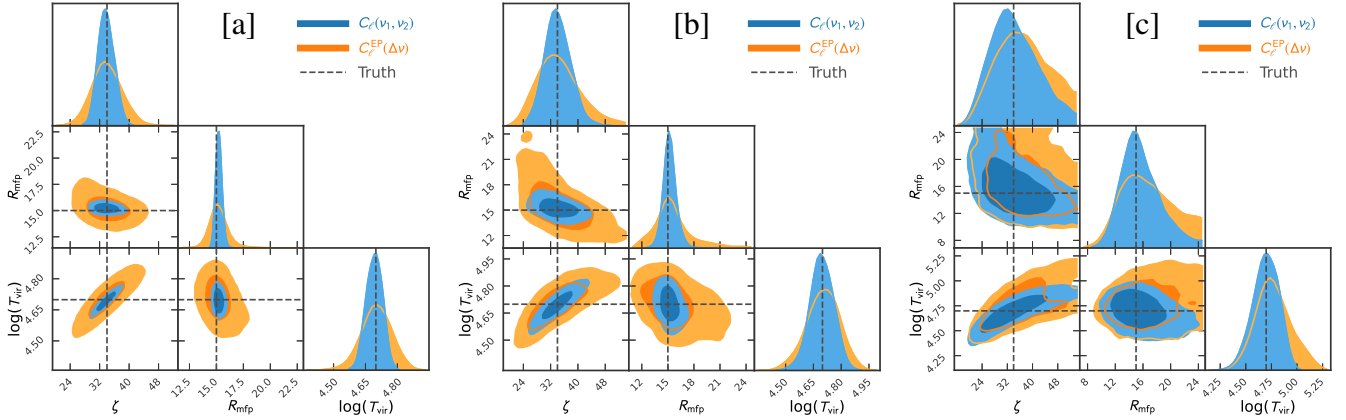 [a]
C_ℓ(ν₁, ν₂)
C_ℓ^EP(Δν)
Truth
22.5
20.0
17.5
15.0
12.5
R_mfp
4.80
4.65
4.50
log(T_vir)
24 32 40 48
ζ
12.5 15.0 17.5 20.0 22.5
R_mfp
4.50 4.65 4.80
log(T_vir)
[b]
C_ℓ(ν₁, ν₂)
C_ℓ^EP(Δν)
Truth
24
21
18
15
12
R_mfp
4.95
4.80
4.65
4.50
log(T_vir)
24 32 40 48
ζ
12 15 18 21 24
R_mfp
4.50 4.65 4.80 4.95
log(T_vir)
[c]
C_ℓ(ν₁, ν₂)
C_ℓ^EP(Δν)
Truth
24
20
16
12
8
R_mfp
5.25
5.00
4.75
4.50
4.25
log(T_vir)
24 32 40 48
ζ
8 12 16 20 24
R_mfp
4.25 4.50 4.75 5.00 5.25
log(T_vir)